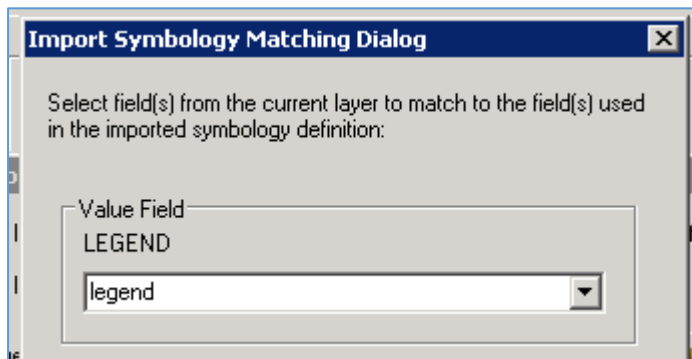 Import Symbology Matching Dialog
Select field(s) from the current layer to match to the field(s) used
in the imported symbology definition:
Value Field
LEGEND
legend